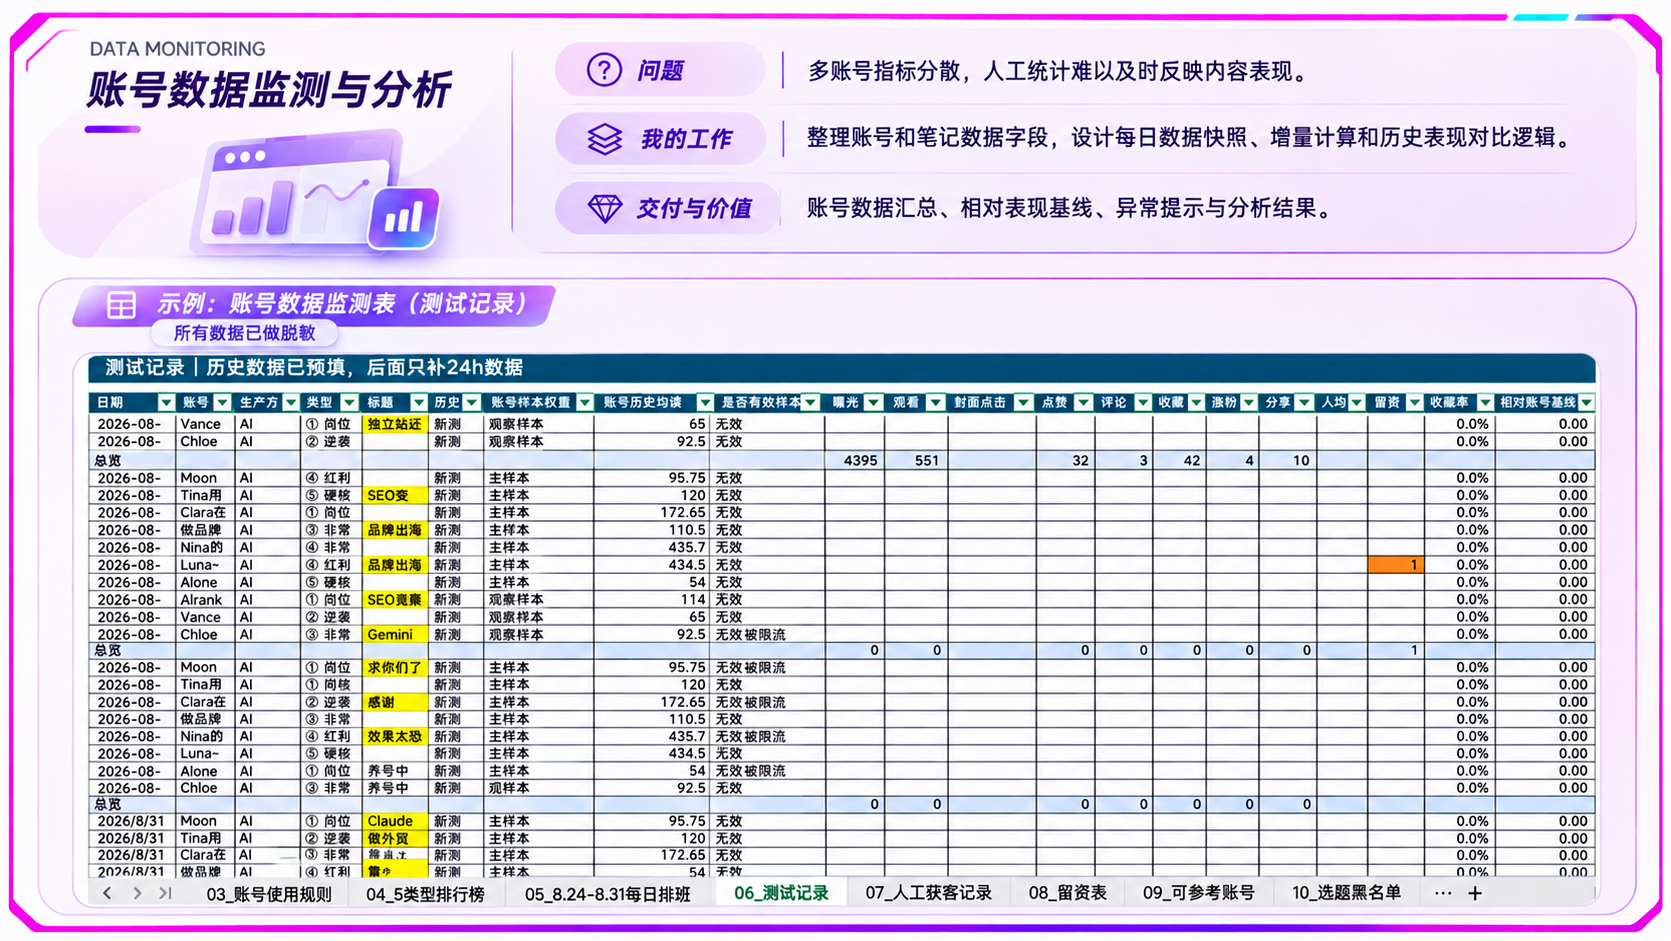 DATA MONITORING
账号数据监测与分析
问题
多账号指标分散，人工统计难以及时反映内容表现。
我的工作
整理账号和笔记数据字段，设计每日数据快照、增量计算和历史表现对比逻辑。
交付与价值
账号数据汇总、相对表现基线、异常提示与分析结果。
示例：账号数据监测表（测试记录）
所有数据已做脱敏
测试记录｜历史数据已预填，后面只补24h数据
日期 账号 生产方 类型 标题 历史 账号样本权重 账号历史均读 是否有效样本 曝光 观看 封面点击 点赞 评论 收藏 涨粉 分享 人均 留资 收藏率 相对账号基线
2026-08- Vance AI ① 尚位 独立站还 新测 观察样本 65 无效 0.0% 0.00
2026-08- Chloe AI ② 逆袭 新测 观察样本 92.5 无效 0.0% 0.00
总览 4395 551 32 3 42 4 10
2026-08- Moon AI ④ 红利 新测 主样本 95.75 无效 0.0% 0.00
2026-08- Tina用 AI ⑤ 硬核 SEO变 新测 主样本 120 无效 0.0% 0.00
2026-08- Clara在 AI ① 尚位 新测 主样本 172.65 无效 0.0% 0.00
2026-08- 做品牌 AI ③ 非常 品牌出海 新测 主样本 110.5 无效 0.0% 0.00
2026-08- Nina的 AI ④ 非常 新测 主样本 435.7 无效 0.0% 0.00
2026-08- Luna~ AI ④ 红利 品牌出海 新测 主样本 434.5 无效 1 0.0% 0.00
2026-08- Alone AI ⑤ 硬核 新测 主样本 54 无效 0.0% 0.00
2026-08- Alrank AI ① 尚位 SEO竟 新测 观察样本 114 无效 0.0% 0.00
2026-08- Vance AI ② 逆袭 新测 观察样本 65 无效 0.0% 0.00
2026-08- Chloe AI ③ 非常 Gemini 新测 观察样本 92.5 无效被限流 0.0% 0.00
总览 0 0 0 0 0 0 0 1
2026-08- Moon AI ① 尚位 求你们了 新测 主样本 95.75 无效被限流 0.0% 0.00
2026-08- Tina用 AI ① 尚核 新测 主样本 120 无效 0.0% 0.00
2026-08- Clara在 AI ② 逆袭 感谢 新测 主样本 172.65 无效被限流 0.0% 0.00
2026-08- 做品牌 AI ③ 非常 新测 主样本 110.5 无效 0.0% 0.00
2026-08- Nina的 AI ④ 红利 效果太恐 新测 主样本 435.7 无效被限流 0.0% 0.00
2026-08- Luna~ AI ⑤ 硬核 新测 主样本 434.5 无效 0.0% 0.00
2026-08- Alone AI ① 尚位 养号中 新测 主样本 54 无效被限流 0.0% 0.00
2026-08- Chloe AI ③ 非常 养号中 新测 观样本 92.5 无效 0.0% 0.00
总览 0 0 0 0 0 0 0
2026/8/31 Moon AI ① 尚位 Claude 新测 主样本 95.75 无效 0.0% 0.00
2026/8/31 Tina用 AI ② 逆袭 做外贸 新测 主样本 120 无效 0.0% 0.00
2026/8/31 Clara在 AI ③ 非常 新测 主样本 172.65 无效 0.0% 0.00
2026/8/31 做品牌 AI ④ 红利 新测 主样本 54 无效 0.0% 0.00
03_账号使用规则 04_5类型排行榜 05_8.24-8.31每日排班 06_测试记录 07_人工获客记录 08_留资表 09_可参考账号 10_选题黑名单 ··· +